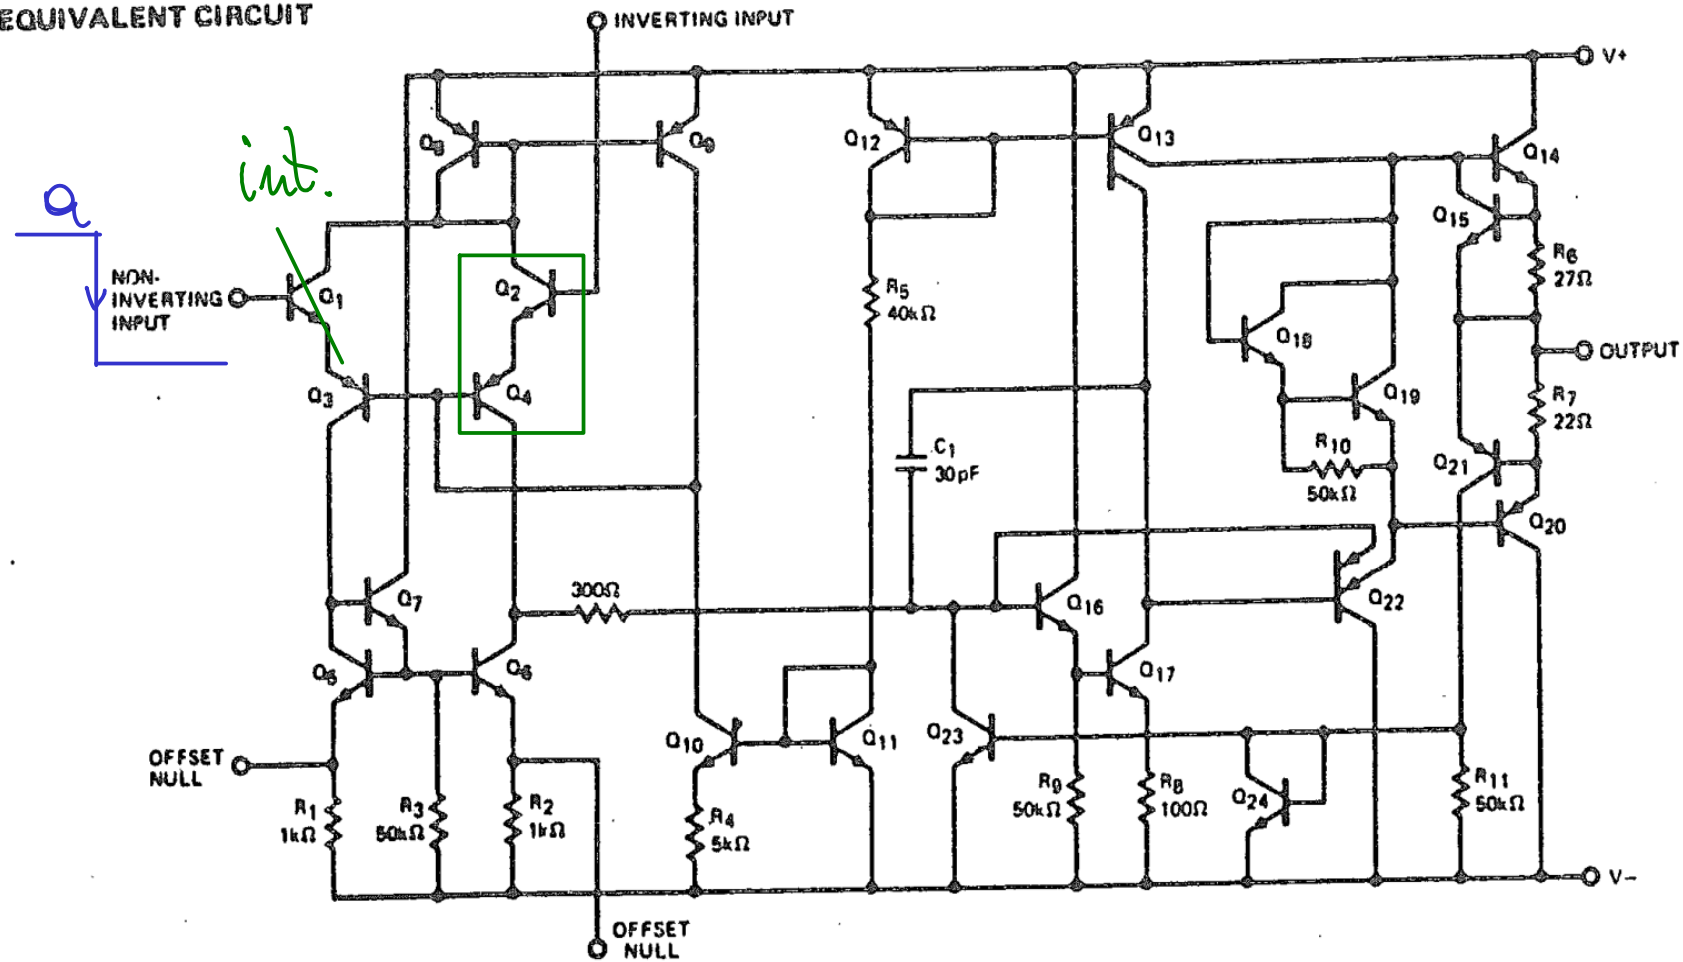 EQUIVALENT CIRCUIT
INVERTING INPUT
V+
Q8
Q9
Q12
Q13
Q14
int.
a
Q15
NON-
INVERTING
INPUT
Q1
Q2
R5
40kΩ
R6
27Ω
Q18
OUTPUT
Q3
Q4
Q19
R7
22Ω
C1
30pF
R10
50kΩ
Q21
Q20
300Ω
Q7
Q16
Q22
Q5
Q6
Q17
Q10
Q11
Q23
OFFSET
NULL
R1
1kΩ
R3
50kΩ
R2
1kΩ
R4
5kΩ
R9
50kΩ
R8
100Ω
Q24
R11
50kΩ
V−
OFFSET
NULL